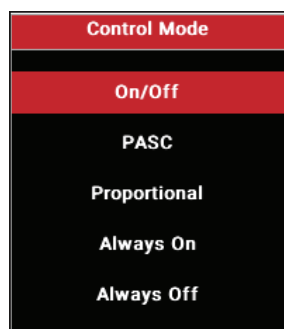 Control Mode
On/Off
PASC
Proportional
Always On
Always Off